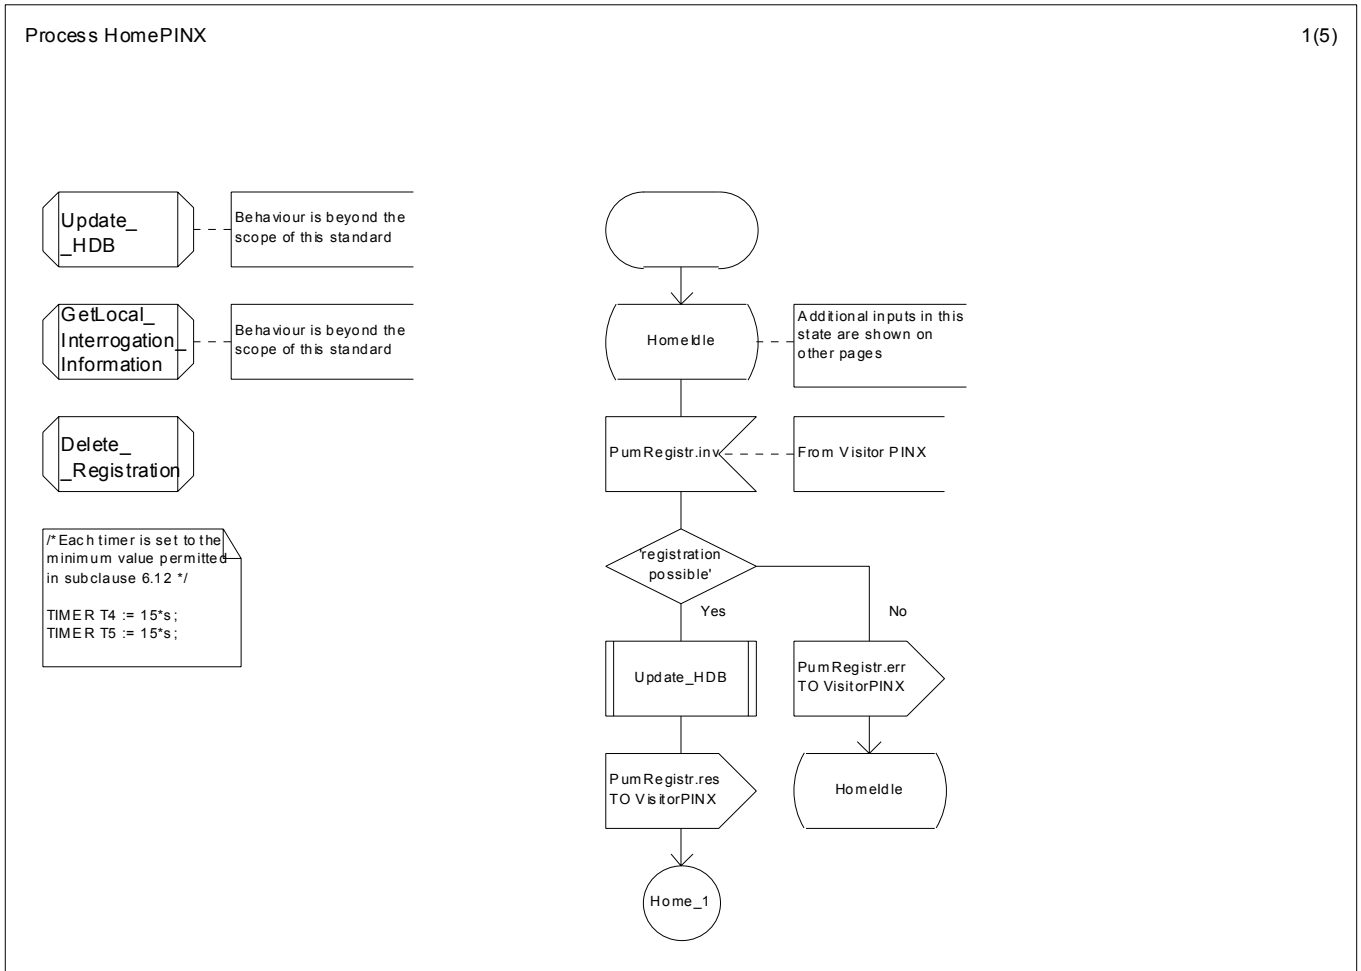 Process HomePINX
1(5)
Update_
_HDB
Behaviour is beyond the
scope of this standard
GetLocal_
Interrogation_
Information
Behaviour is beyond the
scope of this standard
Delete_
_Registration
/*Each timer is set to the
minimum value permitted
in subclause 6.12 */
TIMER T4 := 15*s;
TIMER T5 := 15*s;
HomeIdle
Additional inputs in this
state are shown on
other pages
PumRegistr.inv
From Visitor PINX
'registration
possible'
Yes
No
Update_HDB
PumRegistr.err
TO VisitorPINX
PumRegistr.res
TO VisitorPINX
HomeIdle
Home_1